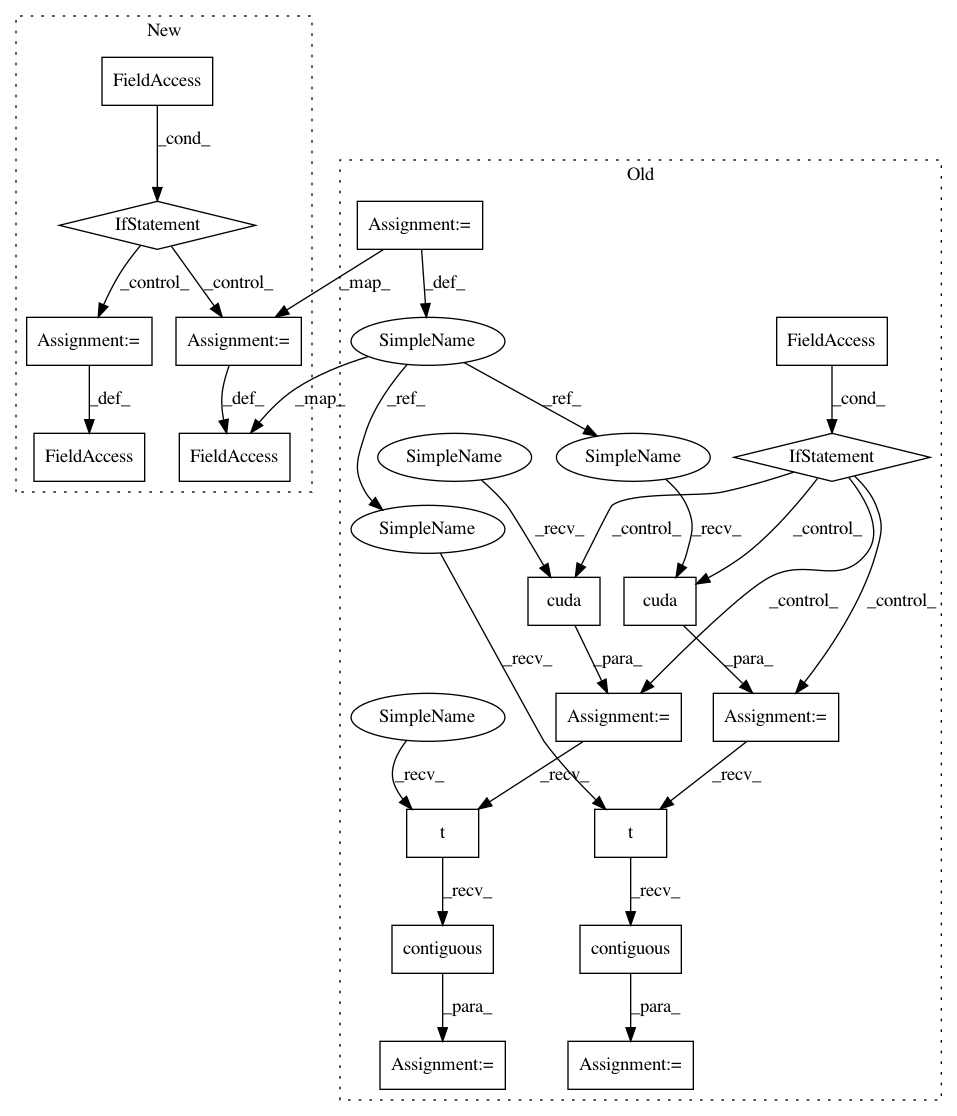 New
FieldAccess
_cond_
Old
IfStatement
Assignment:=
_control_
_control_
_map_
_def_
Assignment:=
Assignment:=
SimpleName
FieldAccess
_def_
_def_
_map_
_ref_
_ref_
_cond_
FieldAccess
FieldAccess
SimpleName
SimpleName
IfStatement
SimpleName
_recv_
_control_
_recv_
_control_
cuda
cuda
_control_
_control_
_recv_
_para_
_para_
SimpleName
Assignment:=
Assignment:=
_recv_
_recv_
_recv_
t
t
_recv_
_recv_
contiguous
contiguous
_para_
_para_
Assignment:=
Assignment:=